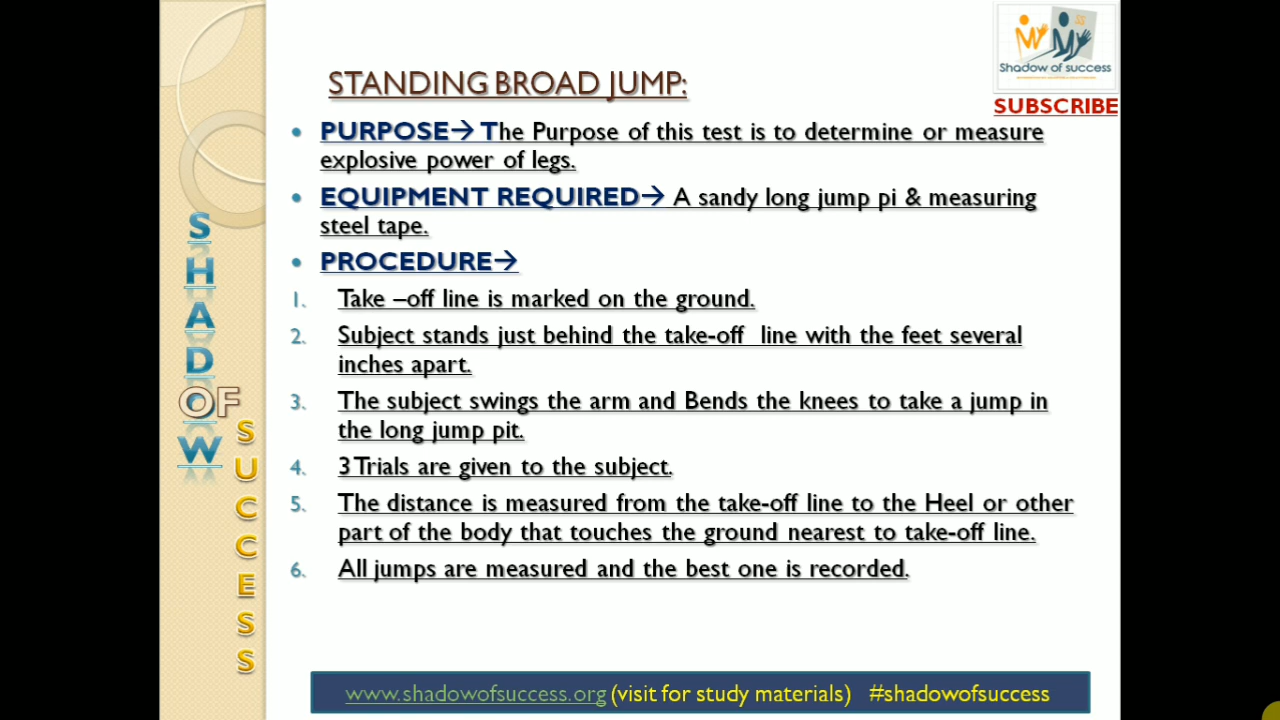 Shadow of success
SUBSCRIBE
STANDING BROAD JUMP:
• PURPOSE→ The Purpose of this test is to determine or measure
explosive power of legs.
• EQUIPMENT REQUIRED→ A sandy long jump pi & measuring
steel tape.
• PROCEDURE→
1. Take –off line is marked on the ground.
2. Subject stands just behind the take-off line with the feet several
inches apart.
3. The subject swings the arm and Bends the knees to take a jump in
the long jump pit.
4. 3 Trials are given to the subject.
5. The distance is measured from the take-off line to the Heel or other
part of the body that touches the ground nearest to take-off line.
6. All jumps are measured and the best one is recorded.
SHADOW
OF
SUCCESS
www.shadowofsuccess.org (visit for study materials) #shadowofsuccess